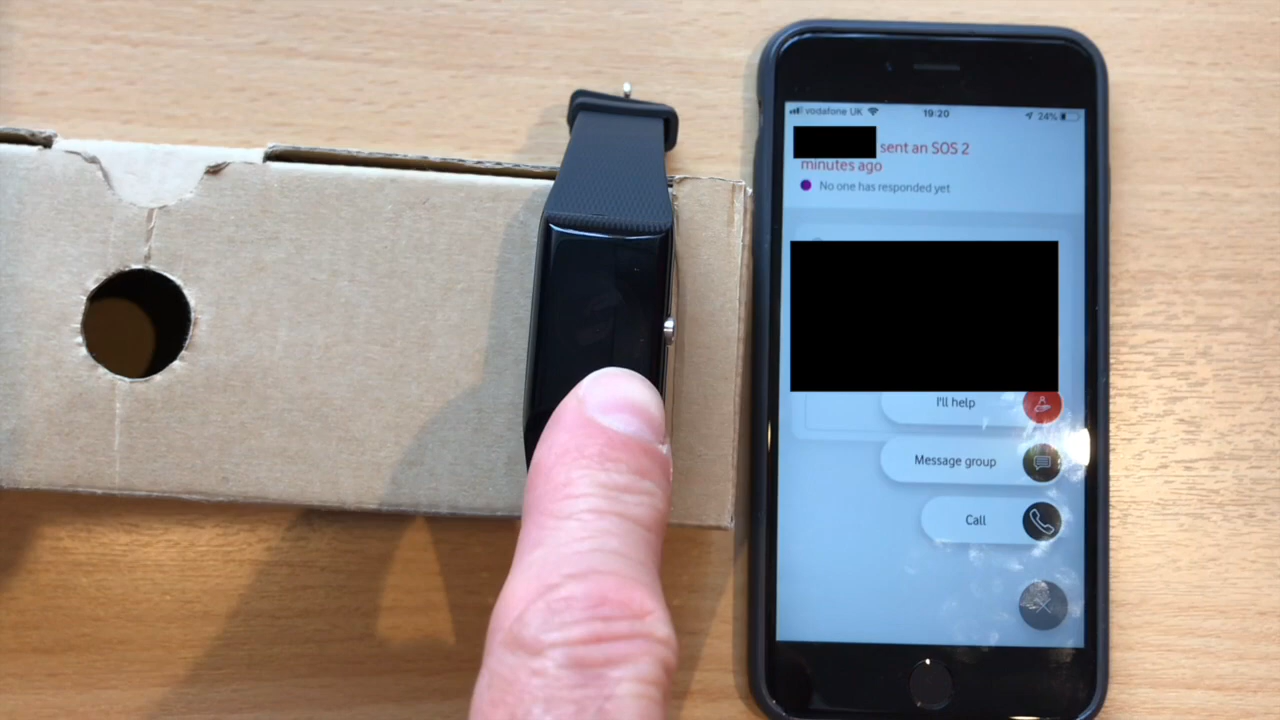 vodafone UK 19:20 24%
sent an SOS 2
minutes ago
No one has responded yet
I'll help
Message group
Call